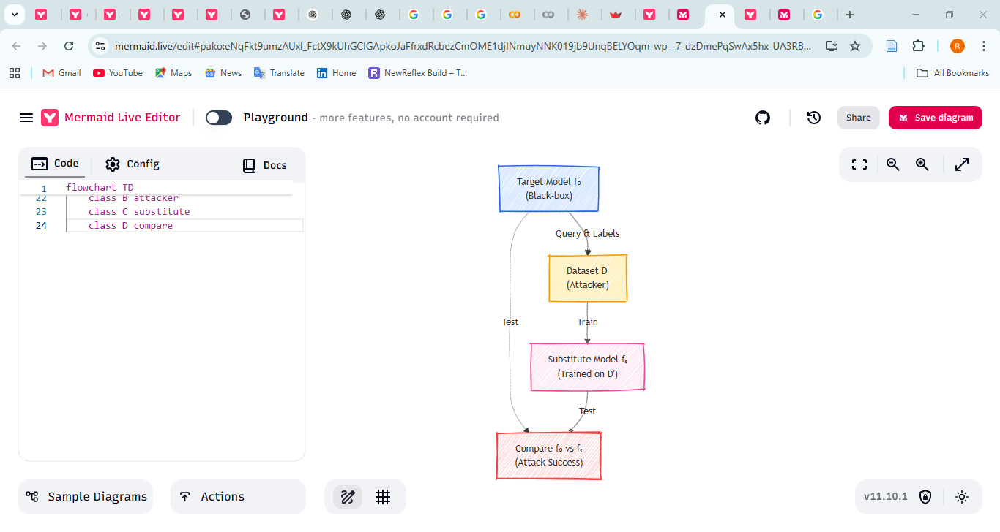 mermaid.live/edit#pako:eNqFkt9umzAUxl_FctX9kUhGCIGApkoJaFfrxdRcbezCmOME1djINmuyNNK019jb9UnqBELYOqm-wp--7-dzDmePqSwAx5hx-UA3RB...
Gmail
YouTube
Maps
News
Translate
Home
NewReflex Build – T...
All Bookmarks
Mermaid Live Editor
Playground - more features, no account required
Share
Save diagram
Code
Config
Docs
1 flowchart TD
22 class B attacker
23 class C substitute
24 class D compare
Target Model f₀
(Black-box)
Query & Labels
Dataset D'
(Attacker)
Test
Train
Substitute Model fₛ
(Trained on D')
Test
Compare f₀ vs fₛ
(Attack Success)
Sample Diagrams
Actions
v11.10.1
R